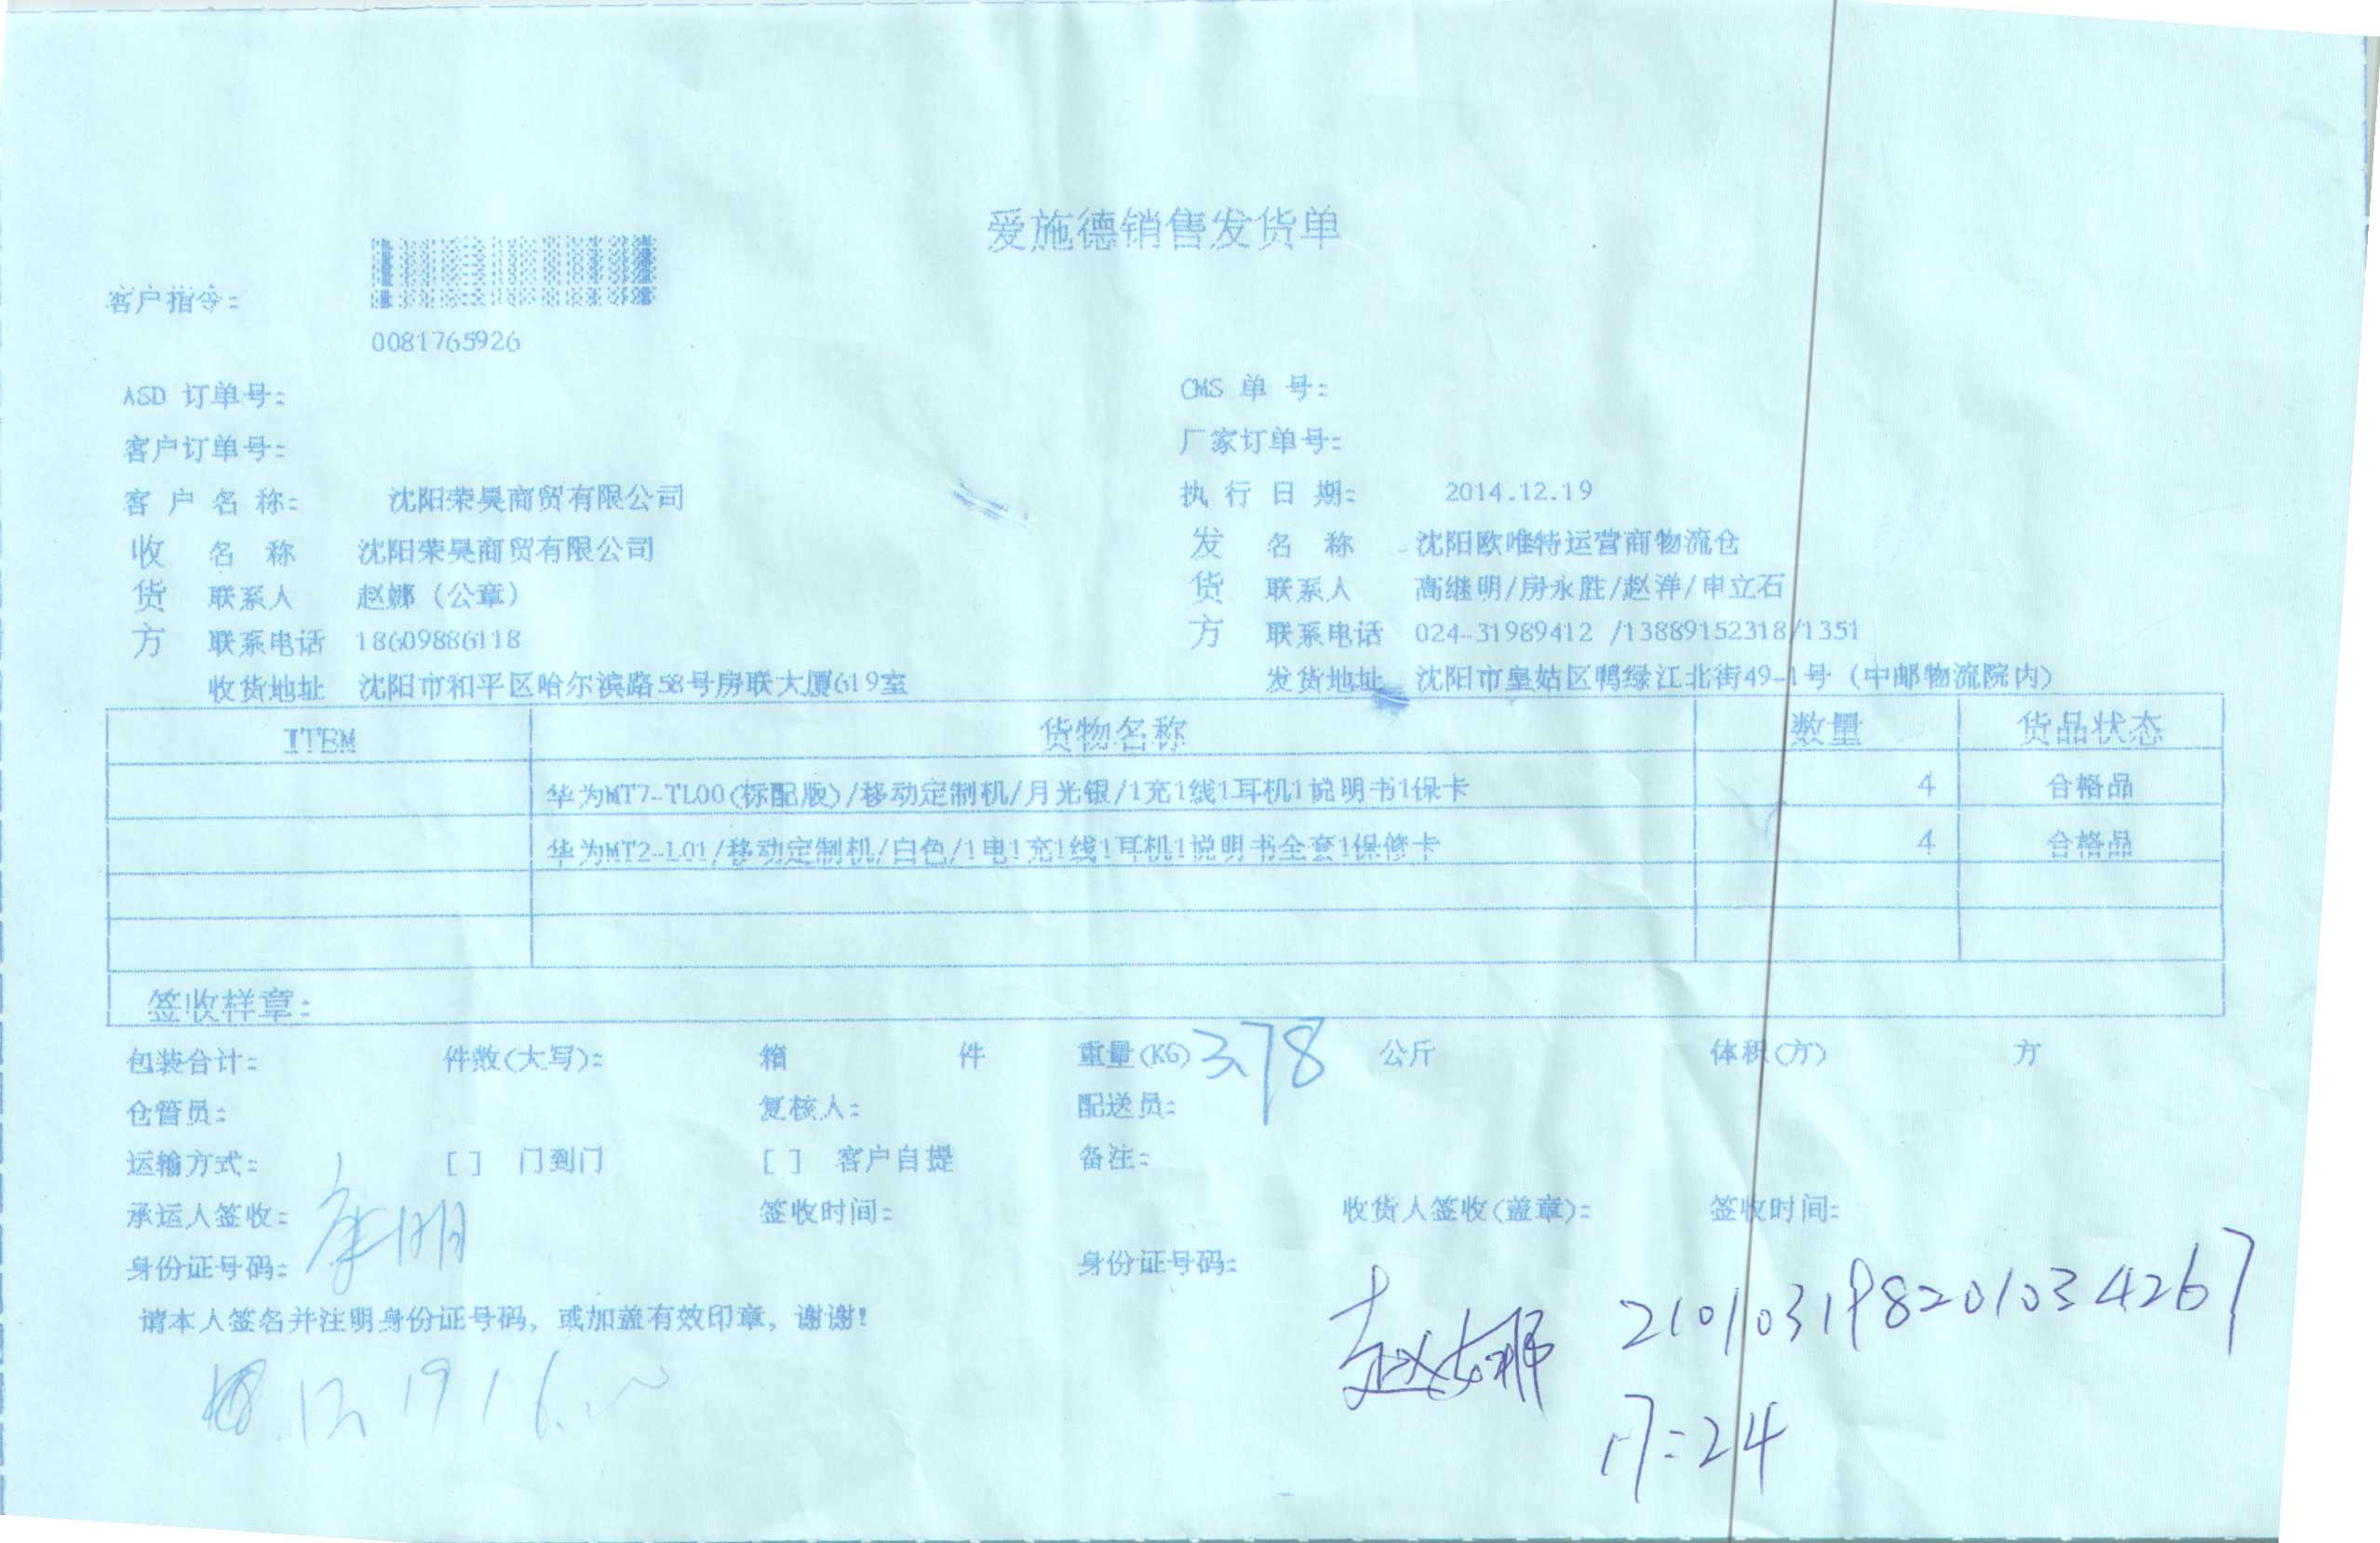 爱施德销售发货单
客户指令:
0081765926
ASD 订单号: CMS 单 号:
客户订单号: 厂家订单号:
客 户 名 称: 沈阳荣昊商贸有限公司 执 行 日 期: 2014.12.19
收 名 称 沈阳荣昊商贸有限公司 发 名 称 沈阳欧唯特运营商物流仓
货 联系人 赵娜（公章） 货 联系人 高继明/房永胜/赵洋/申立石
方 联系电话 18609886118 方 联系电话 024-31989412 /13889152318/1351
收货地址 沈阳市和平区哈尔滨路58号房联大厦619室 发货地址 沈阳市皇姑区鸭绿江北街49-1号（中邮物流院内）
ITEM 货物名称 数量 货品状态
华为MT7-TL00(标配版)/移动定制机/月光银/1充1线1耳机1说明书1保卡 4 合格品
华为MT2-L01/移动定制机/白色/1电1充1线1耳机1说明书全套1保修卡 4 合格品
签收样章:
包装合计: 件数(大写): 箱 件 重量(KG) 3.78 公斤 体积(方) 方
仓管员: 复核人: 配送员:
运输方式: [ ] 门到门 [ ] 客户自提 备注:
承运人签收: 签收时间: 收货人签收(盖章): 签收时间:
身份证号码: 身份证号码:
赵娜 210103198201034267
请本人签名并注明身份证号码, 或加盖有效印章, 谢谢!
12 19 16
17:24